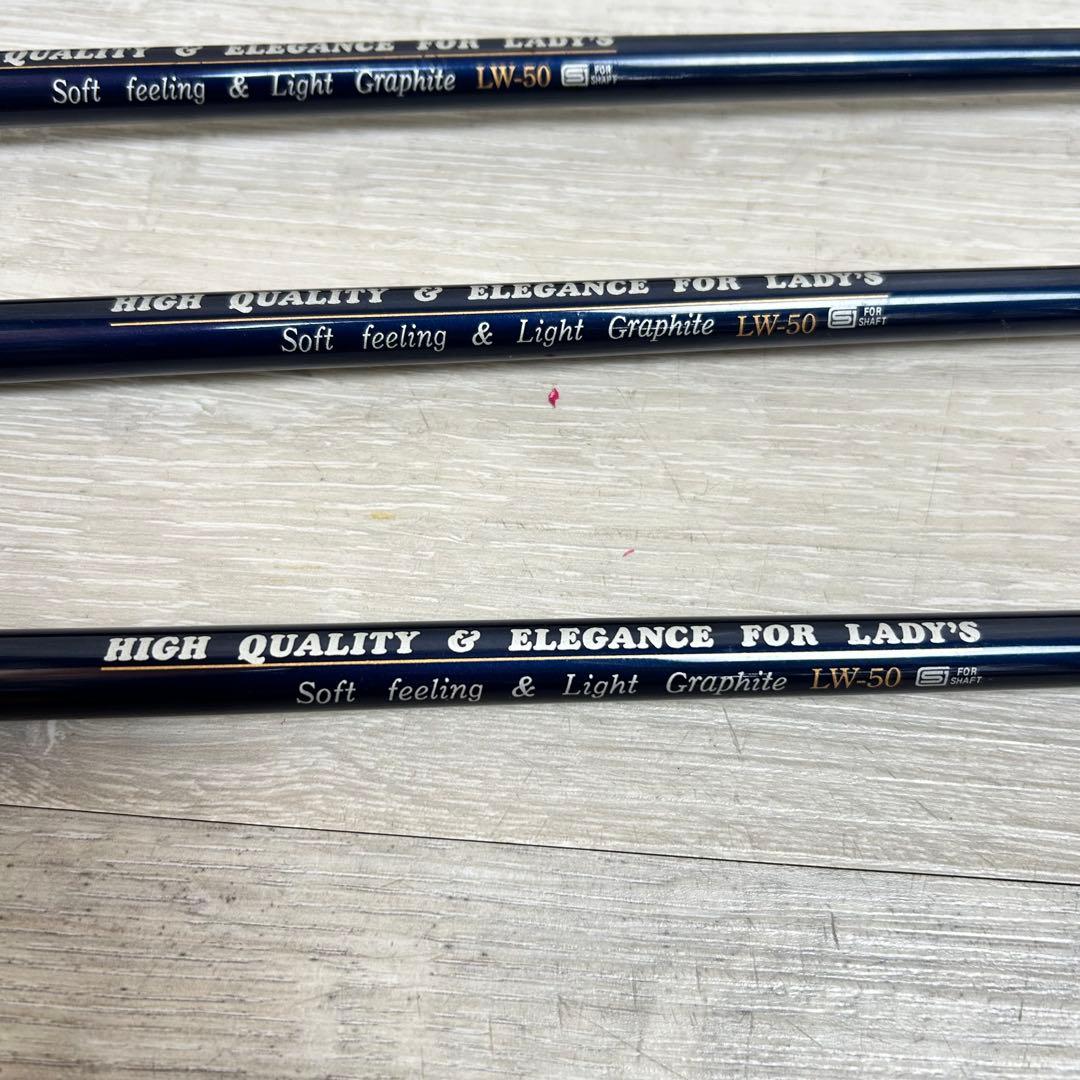 QUALITY & ELEGANCE FOR LADY'S
Soft feeling & Light Graphite LW-50 FOR SHAFT
HIGH QUALITY & ELEGANCE FOR LADY'S
Soft feeling & Light Graphite LW-50 FOR SHAFT
HIGH QUALITY & ELEGANCE FOR LADY'S
Soft feeling & Light Graphite LW-50 FOR SHAFT